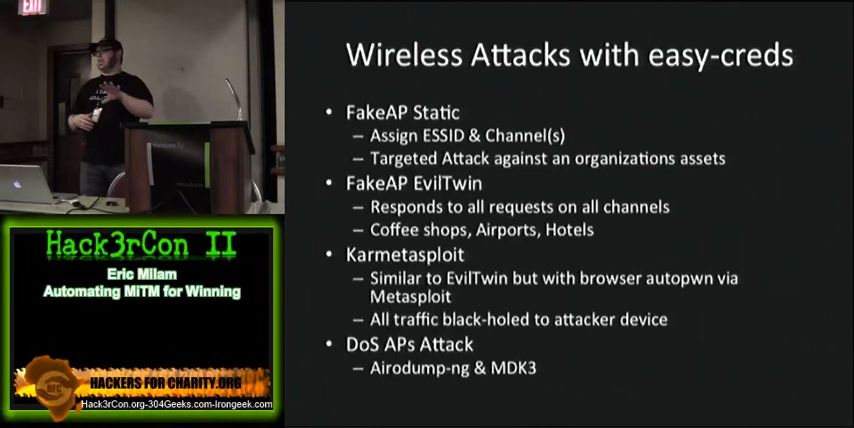 EXIT
Wireless Attacks with easy-creds
• FakeAP Static
– Assign ESSID & Channel(s)
– Targeted Attack against an organizations assets
• FakeAP EvilTwin
– Responds to all requests on all channels
– Coffee shops, Airports, Hotels
• Karmetasploit
– Similar to EvilTwin but with browser autopwn via
Metasploit
– All traffic black-holed to attacker device
• DoS APs Attack
– Airodump-ng & MDK3
Hack3rCon II
Eric Milam
Automating MiTM for Winning
HFC
HACKERS FOR CHARITY.ORG
Hack3rCon.org-304Geeks.com-Irongeek.com